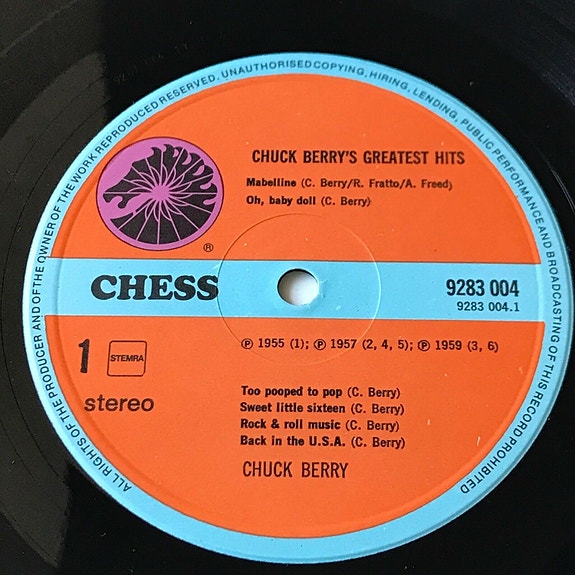 ALL RIGHTS OF THE PRODUCER AND OF THE OWNER OF THE WORK REPRODUCED RESERVED. UNAUTHORISED COPYING, HIRING, LENDING, PUBLIC PERFORMANCE AND BROADCASTING OF THIS RECORD PROHIBITED
CHUCK BERRY'S GREATEST HITS
Mabelline (C. Berry/R. Fratto/A. Freed)
Oh, baby doll (C. Berry)
®
CHESS
9283 004
9283 004.1
1
STEMRA
℗ 1955 (1); ℗ 1957 (2, 4, 5); ℗ 1959 (3, 6)
stereo
Too pooped to pop (C. Berry)
Sweet little sixteen (C. Berry)
Rock & roll music (C. Berry)
Back in the U.S.A. (C. Berry)
CHUCK BERRY